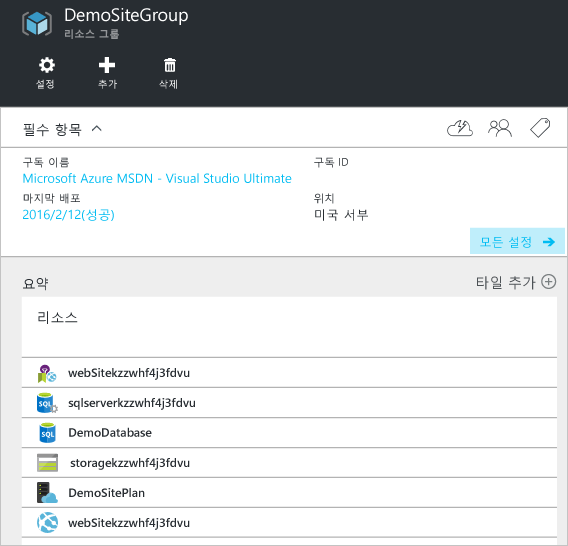 DemoSiteGroup
리소스 그룹
설정 추가 삭제
필수 항목
구독 이름 구독 ID
Microsoft Azure MSDN - Visual Studio Ultimate
마지막 배포 위치
2016/2/12(성공) 미국 서부
모든 설정
요약 타일 추가
리소스
webSitekzzwhf4j3fdvu
sqlserverkzzwhf4j3fdvu
SQL DemoDatabase
storagekzzwhf4j3fdvu
DemoSitePlan
webSitekzzwhf4j3fdvu